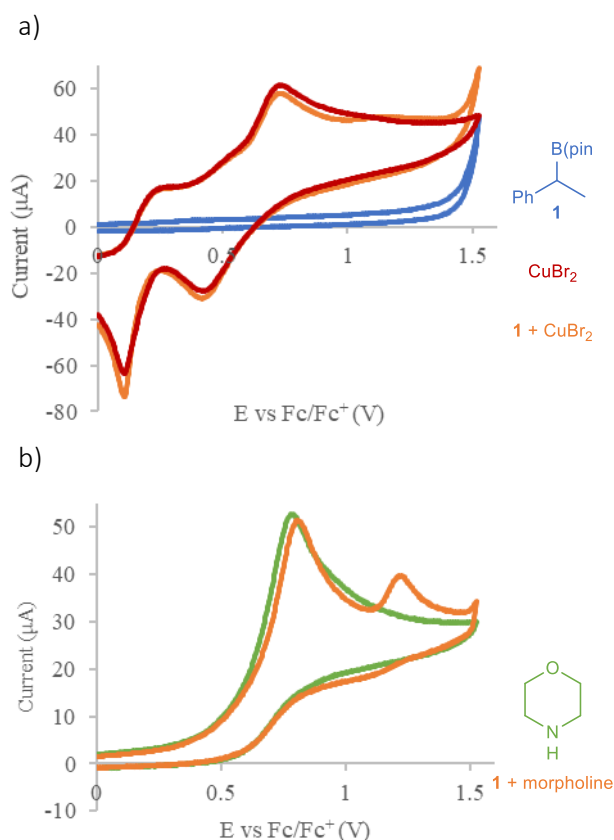 a)
60
40
20
0
-20
-40
-60
-80
0.5
1
1.5
Current (µA)
E vs Fc/Fc⁺ (V)
B(pin
Ph
1
CuBr₂
1 + CuBr₂
b)
50
40
30
20
10
0
-10
0
0.5
1
1.5
Current (µA)
E vs Fc/Fc⁺ (V)
O
N
H
1 + morpholine